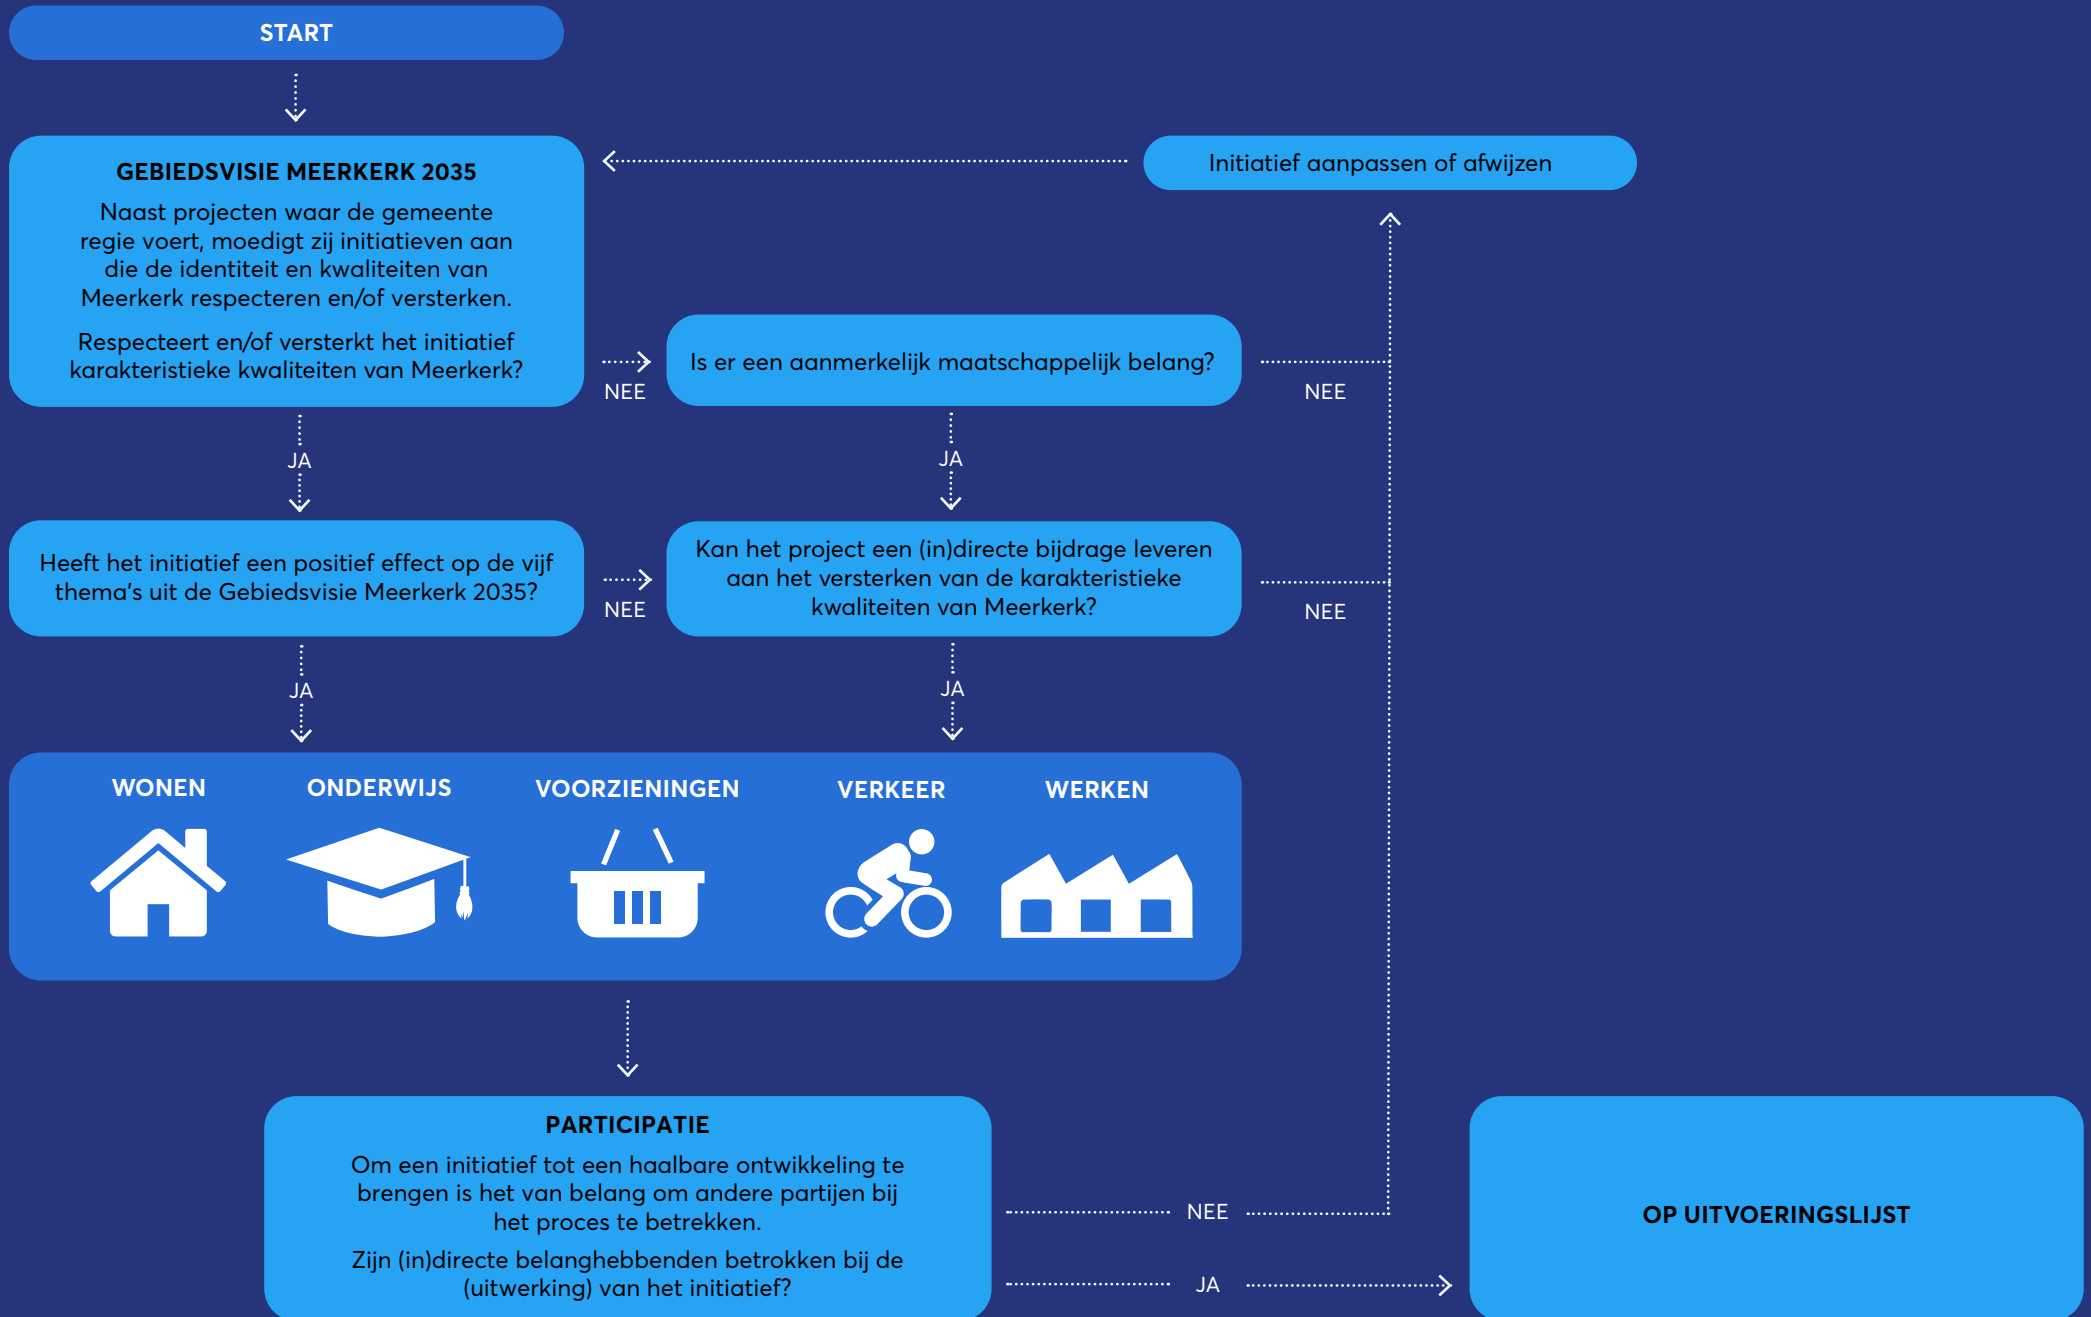 START
GEBIEDSVISIE MEERKERK 2035
Naast projecten waar de gemeente
regie voert, moedigt zij initiatieven aan
die de identiteit en kwaliteiten van
Meerkerk respecteren en/of versterken.
Respecteert en/of versterkt het initiatief
karakteristieke kwaliteiten van Meerkerk?
Initiatief aanpassen of afwijzen
NEE
Is er een aanmerkelijk maatschappelijk belang?
NEE
JA
JA
Heeft het initiatief een positief effect op de vijf
thema's uit de Gebiedsvisie Meerkerk 2035?
NEE
Kan het project een (in)directe bijdrage leveren
aan het versterken van de karakteristieke
kwaliteiten van Meerkerk?
NEE
JA
JA
WONEN
ONDERWIJS
VOORZIENINGEN
VERKEER
WERKEN
PARTICIPATIE
Om een initiatief tot een haalbare ontwikkeling te
brengen is het van belang om andere partijen bij
het proces te betrekken.
Zijn (in)directe belanghebbenden betrokken bij de
(uitwerking) van het initiatief?
NEE
JA
OP UITVOERINGSLIJST